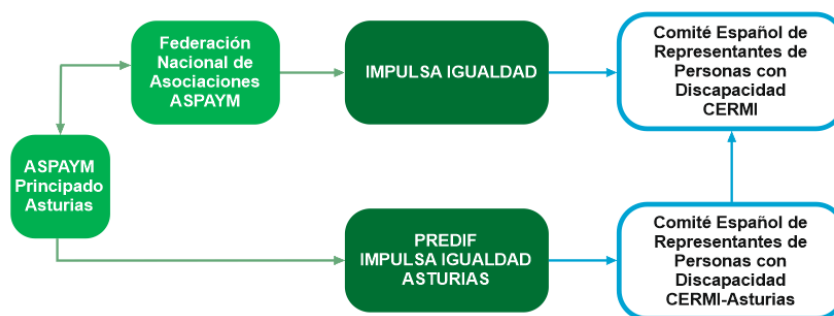 Federación
Nacional de
Asociaciones
ASPAYM
IMPULSA IGUALDAD
Comité Español de
Representantes de
Personas con
Discapacidad
CERMI
ASPAYM
Principado
Asturias
PREDIF
IMPULSA IGUALDAD
ASTURIAS
Comité Español de
Representantes de
Personas con
Discapacidad
CERMI-Asturias